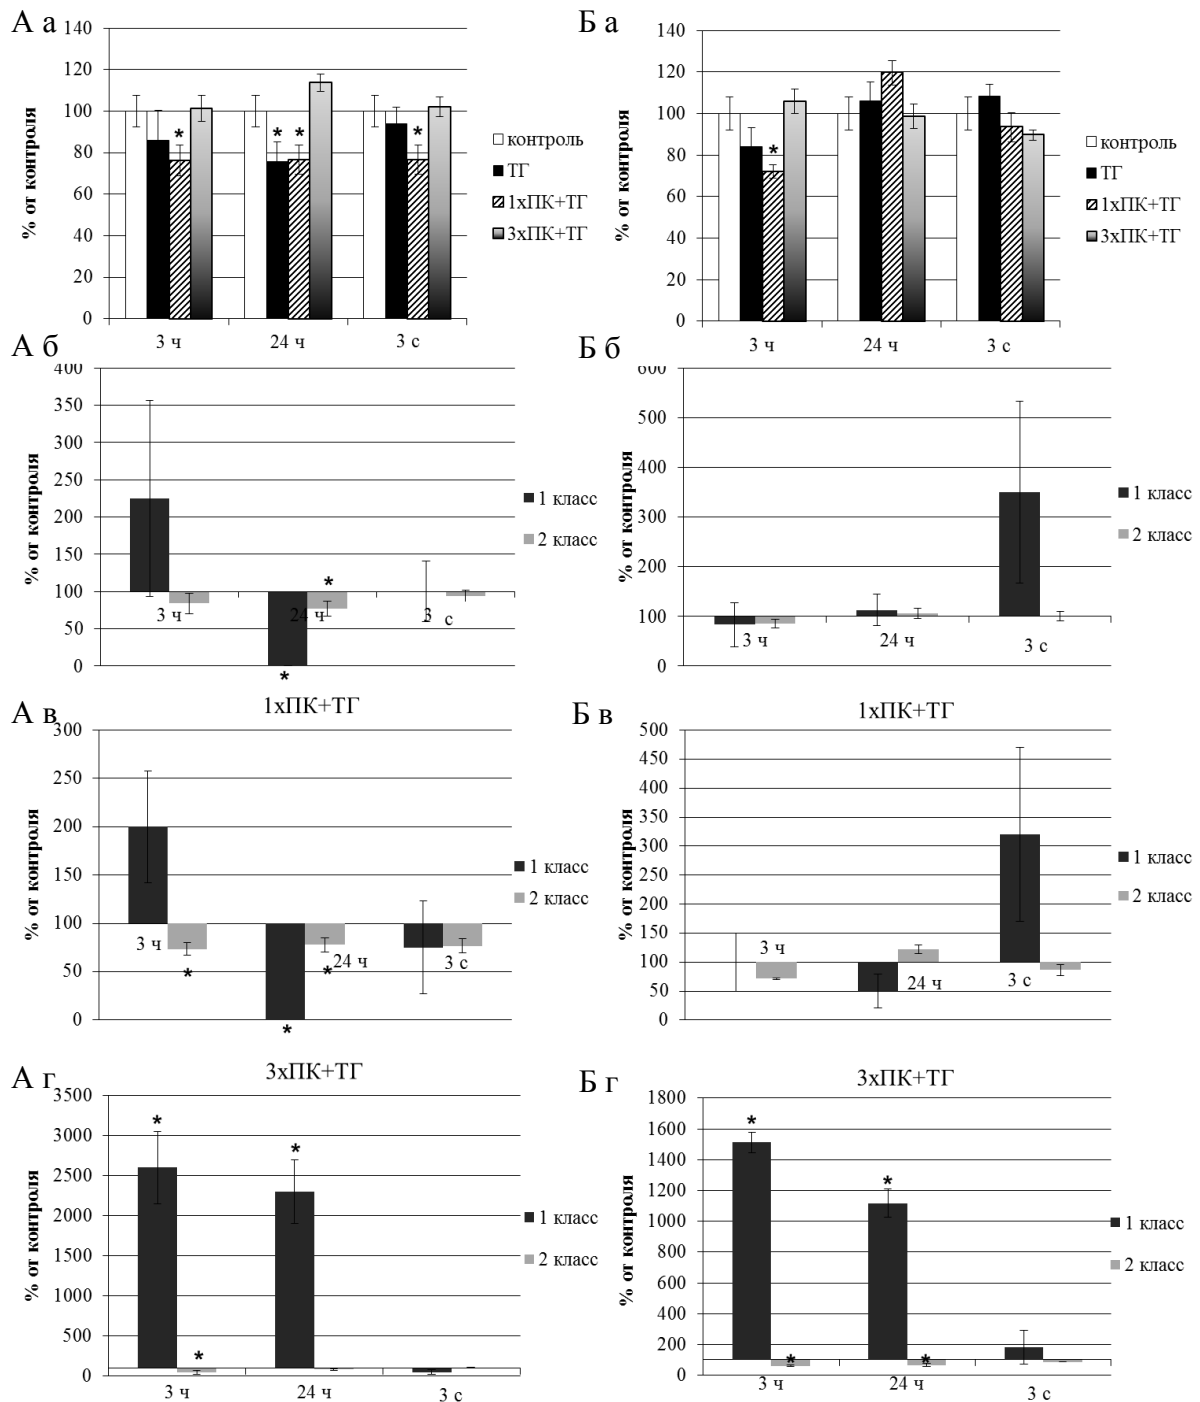 А а
140
120
100
80
60
40
20
0
% от контроля
* * * *
3 ч 24 ч 3 с
контроль
ТГ
1хПК+ТГ
3хПК+ТГ
Б а
140
120
100
80
60
40
20
0
% от контроля
*
3 ч 24 ч 3 с
контроль
ТГ
1хПК+ТГ
3хПК+ТГ
А б
400
350
300
250
200
150
100
50
0
% от контроля
*
3 ч 24 ч 3 с
*
1 класс
2 класс
Б б
600
500
400
300
200
100
0
% от контроля
3 ч 24 ч 3 с
1 класс
2 класс
А в
1хПК+ТГ
300
250
200
150
100
50
0
% от контроля
3 ч 24 ч 3 с
* *
*
1 класс
2 класс
Б в
1хПК+ТГ
500
450
400
350
300
250
200
150
100
50
0
% от контроля
3 ч 24 ч 3 с
1 класс
2 класс
А г
3хПК+ТГ
3500
3000
2500
2000
1500
1000
500
0
% от контроля
* *
*
3 ч 24 ч 3 с
1 класс
2 класс
Б г
3хПК+ТГ
1800
1600
1400
1200
1000
800
600
400
200
0
% от контроля
* *
* *
3 ч 24 ч 3 с
1 класс
2 класс